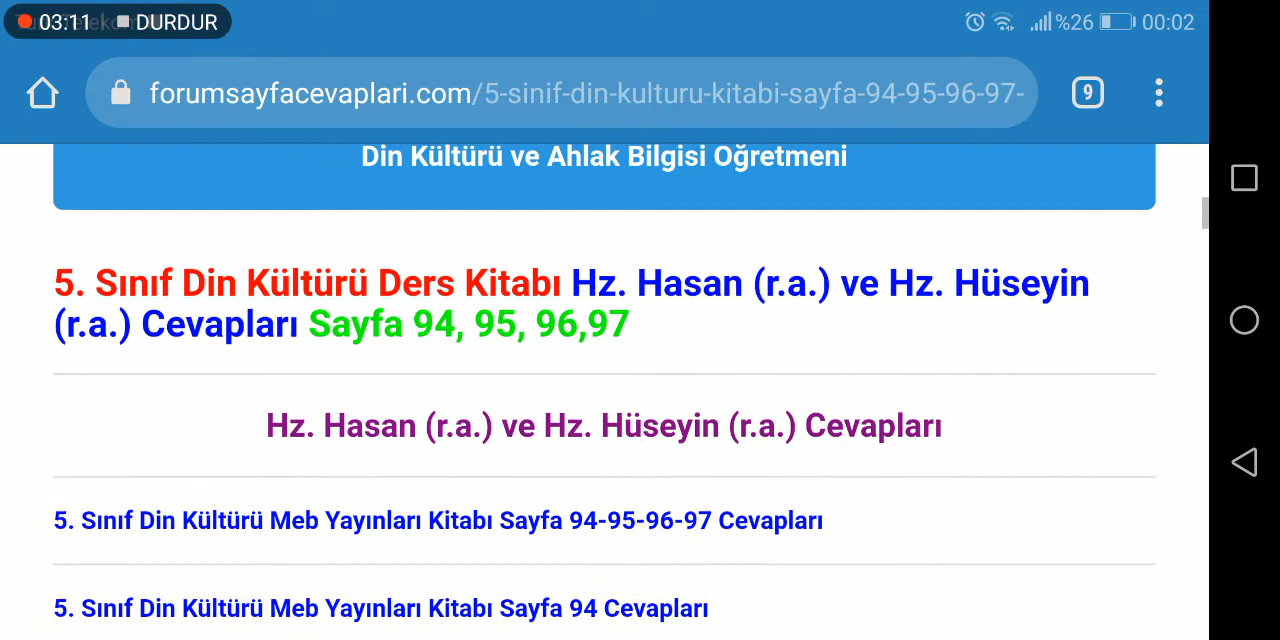 03:11 DURDUR %26 00:02
forumsayfacevaplari.com/5-sinif-din-kulturu-kitabi-sayfa-94-95-96-97- 9
Din Kültürü ve Ahlak Bilgisi Öğretmeni
5. Sınıf Din Kültürü Ders Kitabı Hz. Hasan (r.a.) ve Hz. Hüseyin
(r.a.) Cevapları Sayfa 94, 95, 96,97
Hz. Hasan (r.a.) ve Hz. Hüseyin (r.a.) Cevapları
5. Sınıf Din Kültürü Meb Yayınları Kitabı Sayfa 94-95-96-97 Cevapları
5. Sınıf Din Kültürü Meb Yayınları Kitabı Sayfa 94 Cevapları